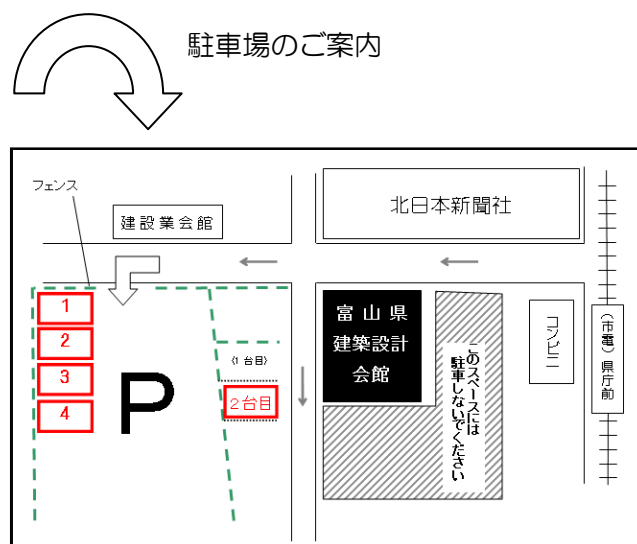 駐車場のご案内
フェンス
建設業会館
北日本新聞社
1
2
3
4
P
〈1台目〉
2台目
富山県
建築設計
会館
このスペースには
駐車しないでください
コンビニ
（市電）県庁前